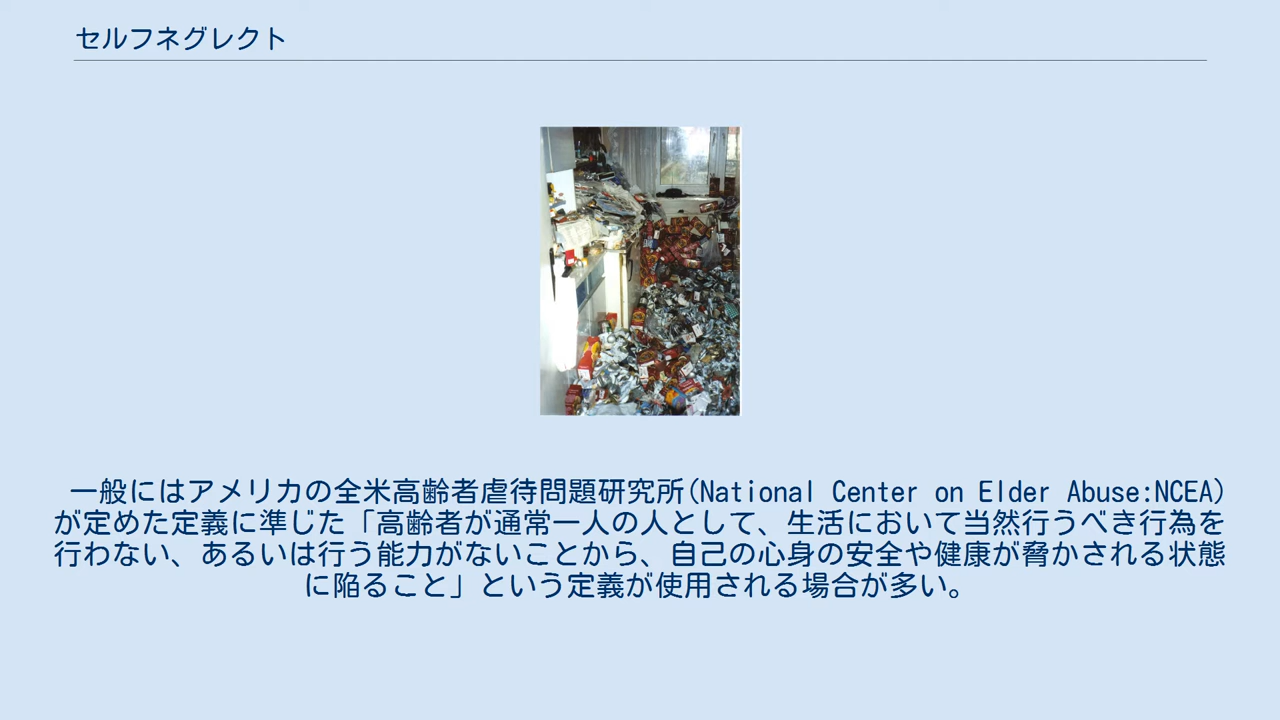 セルフネグレクト
一般にはアメリカの全米高齢者虐待問題研究所(National Center on Elder Abuse:NCEA)
が定めた定義に準じた「高齢者が通常一人の人として、生活において当然行うべき行為を
行わない、あるいは行う能力がないことから、自己の心身の安全や健康が脅かされる状態
に陥ること」という定義が使用される場合が多い。